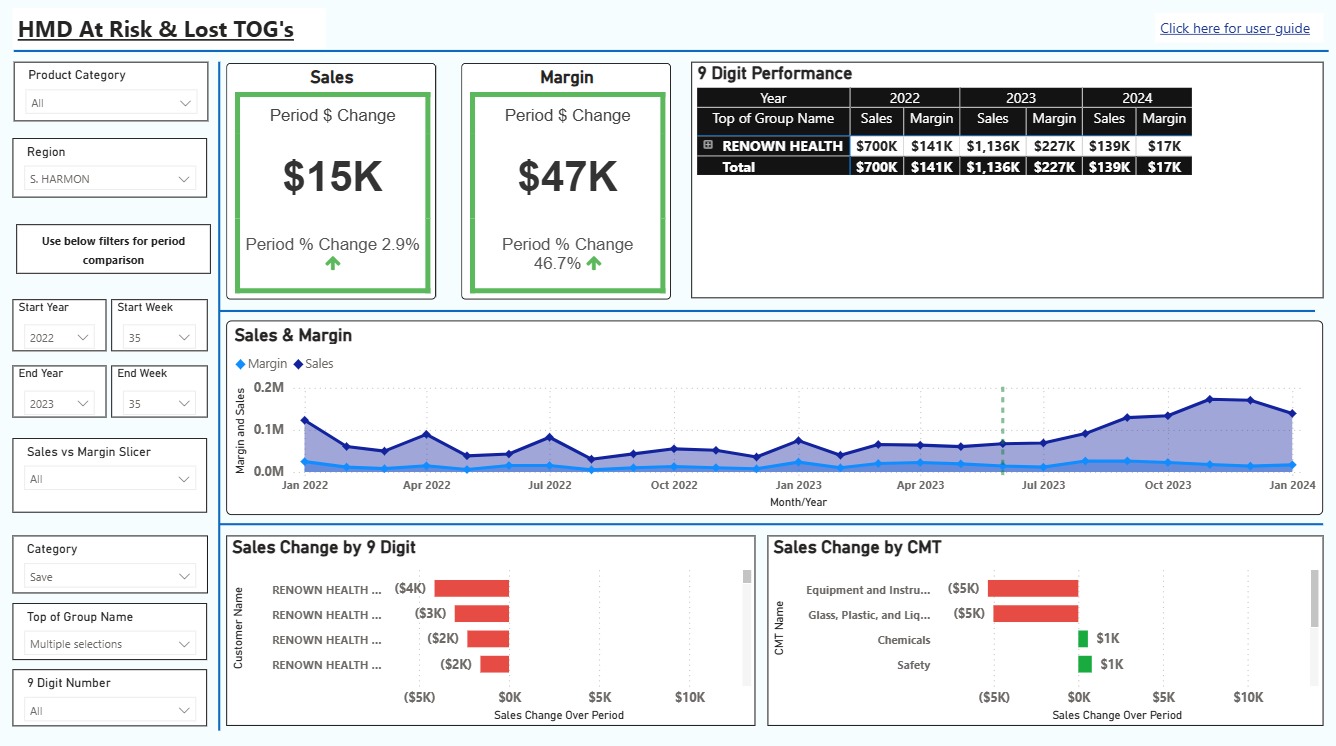 HMD At Risk & Lost TOG's
Click here for user guide
Product Category
All
Region
S. HARMON
Use below filters for period
comparison
Start Year
2022
Start Week
35
End Year
2023
End Week
35
Sales vs Margin Slicer
All
Category
Save
Top of Group Name
Multiple selections
9 Digit Number
All
Sales
Period $ Change
$15K
Period % Change 2.9%
Margin
Period $ Change
$47K
Period % Change
46.7%
9 Digit Performance
Year 2022 2023 2024
Top of Group Name Sales Margin Sales Margin Sales Margin
RENOWN HEALTH $700K $141K $1,136K $227K $139K $17K
Total $700K $141K $1,136K $227K $139K $17K
Sales & Margin
Margin Sales
Margin and Sales
0.2M
0.1M
0.0M
Jan 2022 Apr 2022 Jul 2022 Oct 2022 Jan 2023 Apr 2023 Jul 2023 Oct 2023 Jan 2024
Month/Year
Sales Change by 9 Digit
Customer Name
RENOWN HEALTH ... ($4K)
RENOWN HEALTH ... ($3K)
RENOWN HEALTH ... ($2K)
RENOWN HEALTH ... ($2K)
($5K) $0K $5K $10K
Sales Change Over Period
Sales Change by CMT
CMT Name
Equipment and Instru... ($5K)
Glass, Plastic, and Liq... ($5K)
Chemicals $1K
Safety $1K
($5K) $0K $5K $10K
Sales Change Over Period